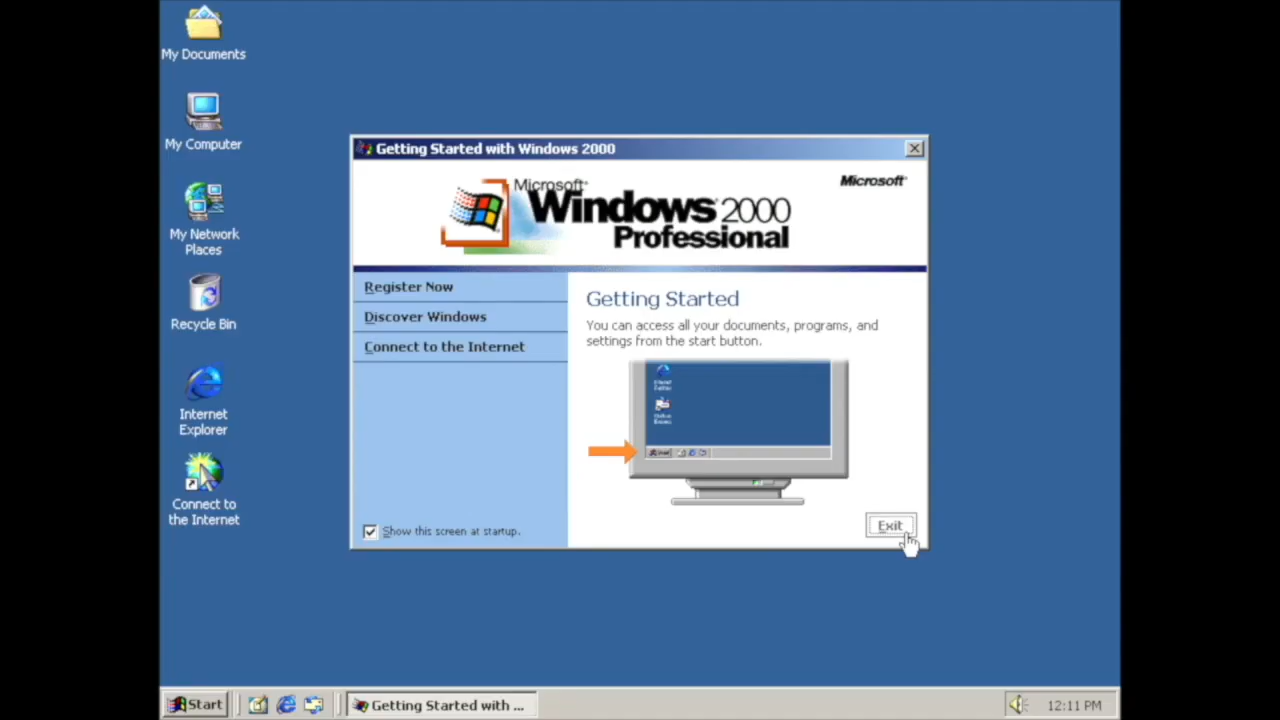 My Documents
My Computer
My Network
Places
Recycle Bin
Internet
Explorer
Connect to
the Internet
Getting Started with Windows 2000
Microsoft
Windows 2000
Professional
Microsoft
Register Now
Discover Windows
Connect to the Internet
Show this screen at startup.
Getting Started
You can access all your documents, programs, and
settings from the start button.
Exit
Start
Getting Started with ...
12:11 PM